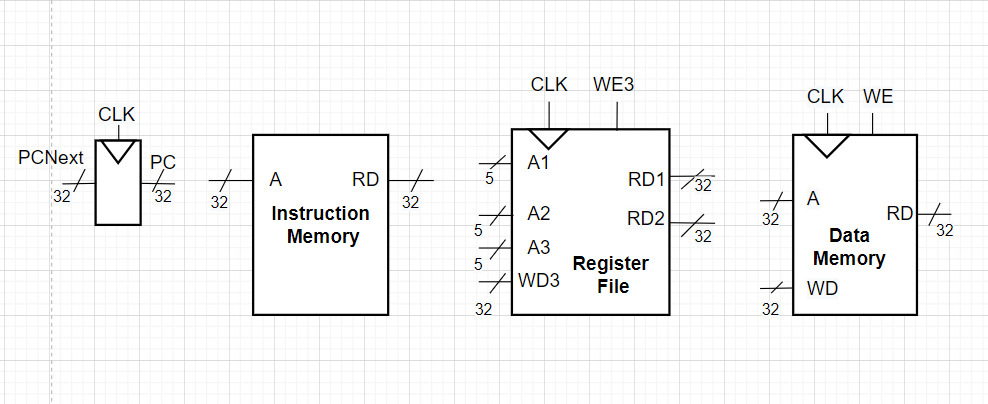 CLK
PCNext
PC
32
32
A
RD
32
32
Instruction
Memory
CLK
WE3
A1
5
A2
5
A3
5
WD3
32
RD1
32
RD2
32
Register
File
CLK
WE
A
32
RD
32
Data
Memory
WD
32